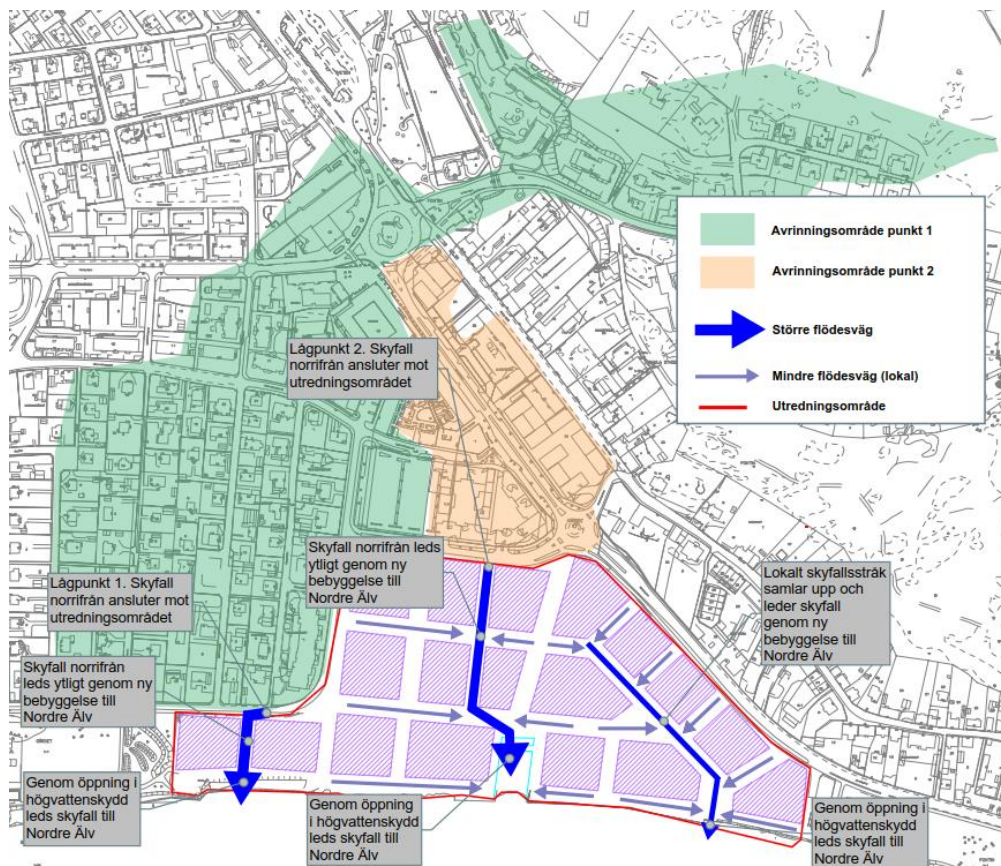 Avrinningsområde punkt 1
Avrinningsområde punkt 2
Större flödesväg
Mindre flödesväg (lokal)
Utredningsområde
Lågpunkt 2. Skyfall
norrifrån ansluter mot
utredningsområdet
Skyfall norrifrån leds
ytligt genom ny
bebyggelse till
Nordre Älv
Lokalt skyfallsstråk
samlar upp och
leder skyfall
genom ny
bebyggelse till
Nordre Älv
Lågpunkt 1. Skyfall
norrifrån ansluter mot
utredningsområdet
Skyfall norrifrån
leds ytligt genom ny
bebyggelse till
Nordre Älv
Genom öppning i
högvattenskydd
leds skyfall till
Nordre Älv
Genom öppning
i högvattenskydd
leds skyfall till
Nordre Älv
Genom öppning i
högvattenskydd
leds skyfall till
Nordre Älv